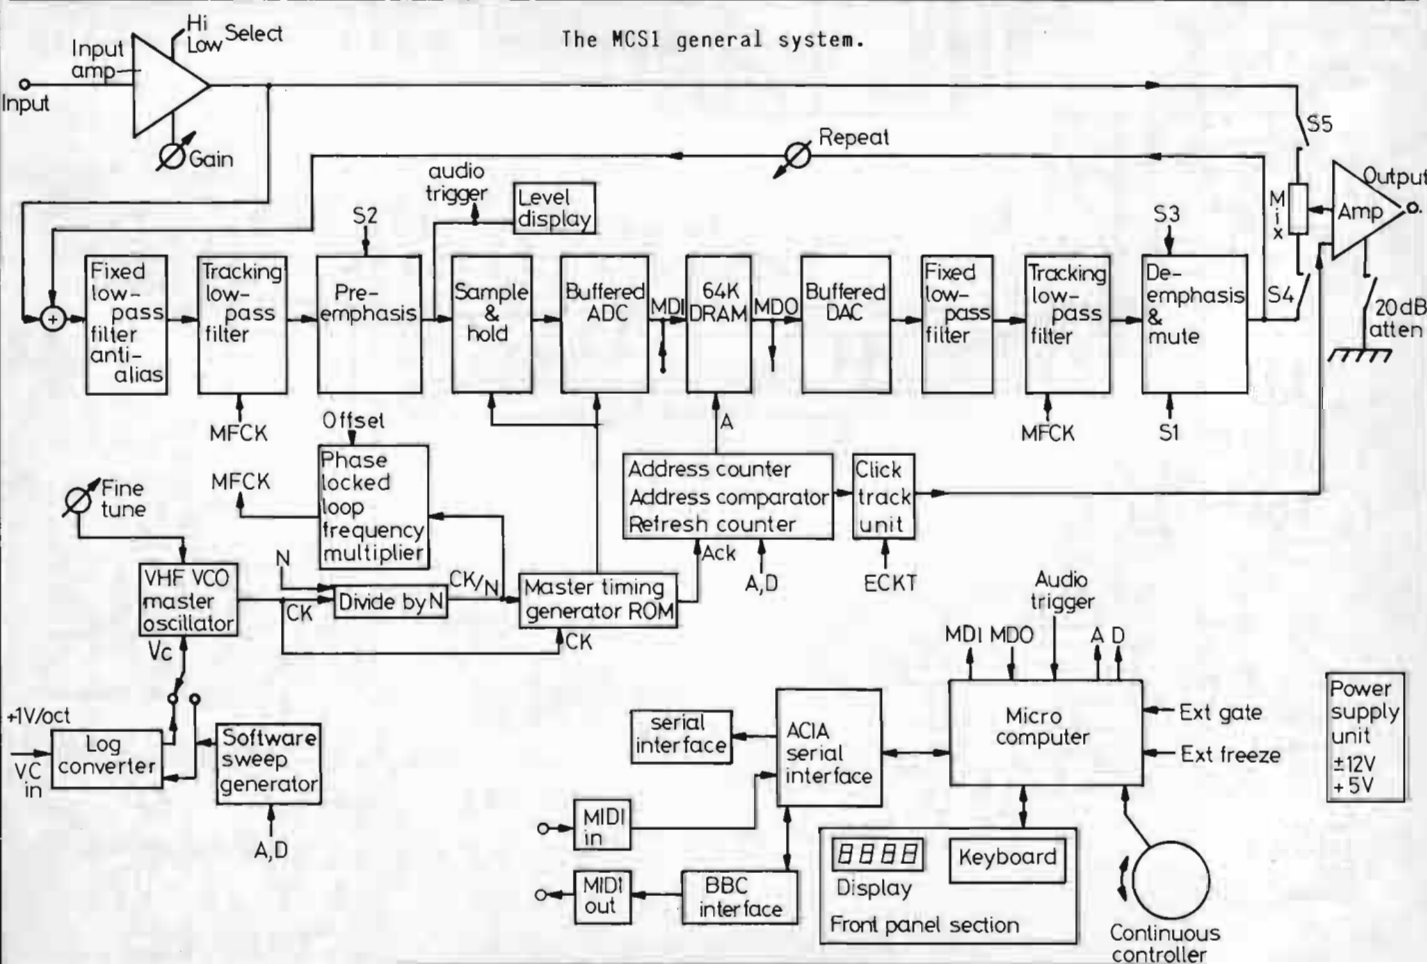 The MCS1 general system.
Hi
Low
Select
Input
amp
Input
Gain
Repeat
S5
audio
trigger
Level
display
S2
S3
M
i
x
Output
Amp
S4
20dB
atten
Fixed
low-
pass
filter
anti-
alias
Tracking
low-
pass
filter
Pre-
emphasis
Sample
&
hold
Buffered
ADC
MDI
64K
DRAM
MDO
Buffered
DAC
Fixed
low-
pass
filter
Tracking
low-
pass
filter
De-
emphasis
&
mute
MFCK
A
MFCK
S1
Offset
Phase
locked
loop
frequency
multiplier
MFCK
Fine
tune
Address counter
Address comparator
Refresh counter
Click
track
unit
Ack
A,D
ECKT
VHF VCO
master
oscillator
N
CK
Divide by N
CK/N
Master timing
generator ROM
CK
Vc
+1V/oct
VC
in
Log
converter
Software
sweep
generator
A,D
Audio
trigger
MDI MDO
A D
Micro
computer
Ext gate
Ext freeze
Power
supply
unit
±12V
+5V
serial
interface
ACIA
serial
interface
MIDI
in
MIDI
out
BBC
interface
8888
Display
Keyboard
Front panel section
Continuous
controller